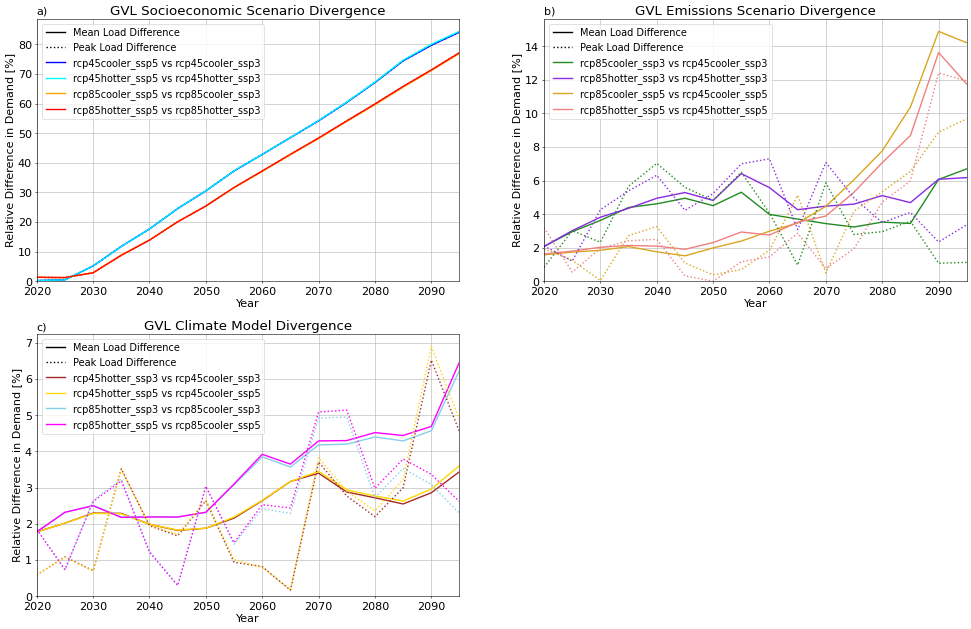 a)
GVL Socioeconomic Scenario Divergence
Relative Difference in Demand [%]
Mean Load Difference
Peak Load Difference
rcp45cooler_ssp5 vs rcp45cooler_ssp3
rcp45hotter_ssp5 vs rcp45hotter_ssp3
rcp85cooler_ssp5 vs rcp85cooler_ssp3
rcp85hotter_ssp5 vs rcp85hotter_ssp3
80
70
60
50
40
30
20
10
0
2020 2030 2040 2050 2060 2070 2080 2090
Year
b)
GVL Emissions Scenario Divergence
Relative Difference in Demand [%]
Mean Load Difference
Peak Load Difference
rcp85cooler_ssp3 vs rcp45cooler_ssp3
rcp85hotter_ssp3 vs rcp45hotter_ssp3
rcp85cooler_ssp5 vs rcp45cooler_ssp5
rcp85hotter_ssp5 vs rcp45hotter_ssp5
14
12
10
8
6
4
2
0
2020 2030 2040 2050 2060 2070 2080 2090
Year
c)
GVL Climate Model Divergence
Relative Difference in Demand [%]
Mean Load Difference
Peak Load Difference
rcp45hotter_ssp3 vs rcp45cooler_ssp3
rcp45hotter_ssp5 vs rcp45cooler_ssp5
rcp85hotter_ssp3 vs rcp85cooler_ssp3
rcp85hotter_ssp5 vs rcp85cooler_ssp5
7
6
5
4
3
2
1
0
2020 2030 2040 2050 2060 2070 2080 2090
Year